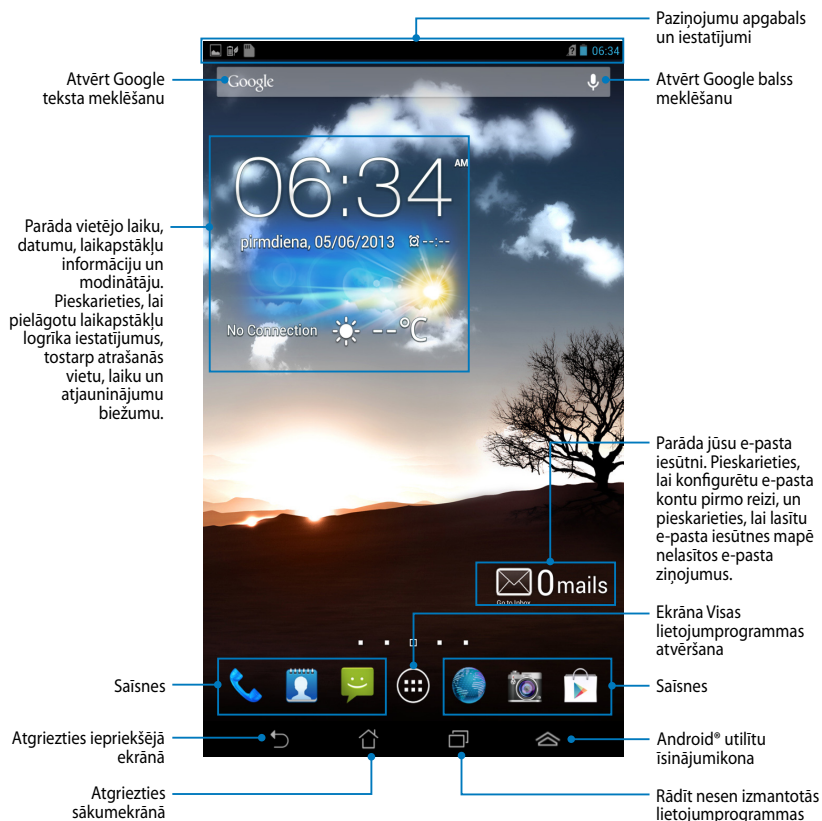 Paziņojumu apgabals
un iestatījumi
06:34
Atvērt Google
teksta meklēšanu
Google
Atvērt Google balss
meklēšanu
06:34
AM
pirmdiena, 05/06/2013 --:--
No Connection --°C
Parāda vietējo laiku,
datumu, laikapstākļu
informāciju un
modinātāju.
Pieskarieties, lai
pielāgotu laikapstākļu
logrīka iestatījumus,
tostarp atrašanās
vietu, laiku un
atjauninājumu
biežumu.
Parāda jūsu e-pasta
iesūtni. Pieskarieties,
lai konfigurētu e-pasta
kontu pirmo reizi, un
pieskarieties, lai lasītu
e-pasta iesūtnes mapē
nelasītos e-pasta
ziņojumus.
0 mails
Go to Inbox
Ekrāna Visas
lietojumprogrammas
atvēršana
Saīsnes
Saīsnes
Atgriezties iepriekšējā
ekrānā
Android® utilītu
īsinājumikona
Atgriezties
sākumekrānā
Rādīt nesen izmantotās
lietojumprogrammas